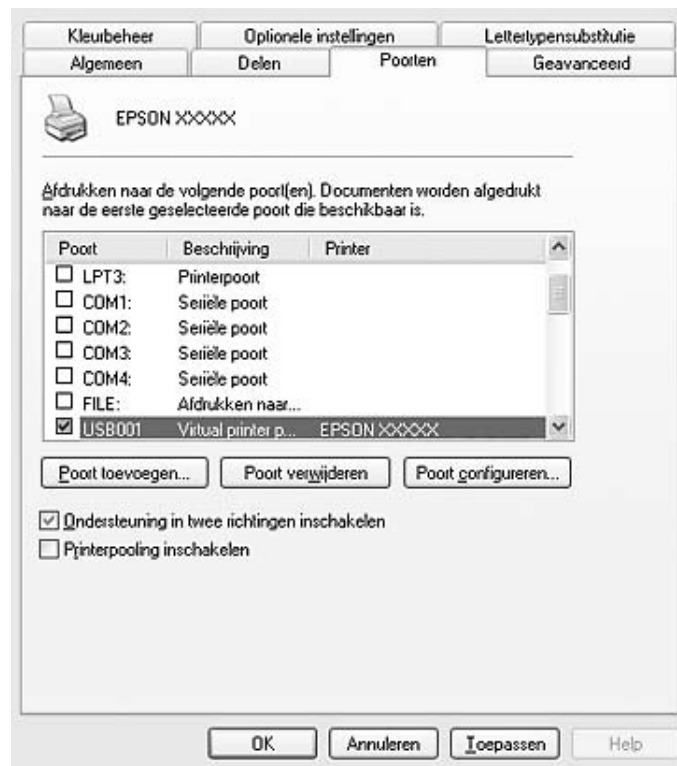 Kleurbeheer Optionele instellingen Lettertypensubstitutie
Algemeen Delen Poorten Geavanceerd
EPSON XXXXX
Afdrukken naar de volgende poort(en). Documenten worden afgedrukt
naar de eerste geselecteerde poort die beschikbaar is.
Poort Beschrijving Printer
LPT3: Printerpoort
COM1: Seriële poort
COM2: Seriële poort
COM3: Seriële poort
COM4: Seriële poort
FILE: Afdrukken naar...
USB001 Virtual printer p... EPSON XXXXX
Poort toevoegen... Poort verwijderen Poort configureren...
Ondersteuning in twee richtingen inschakelen
Printerpooling inschakelen
OK Annuleren Toepassen Help